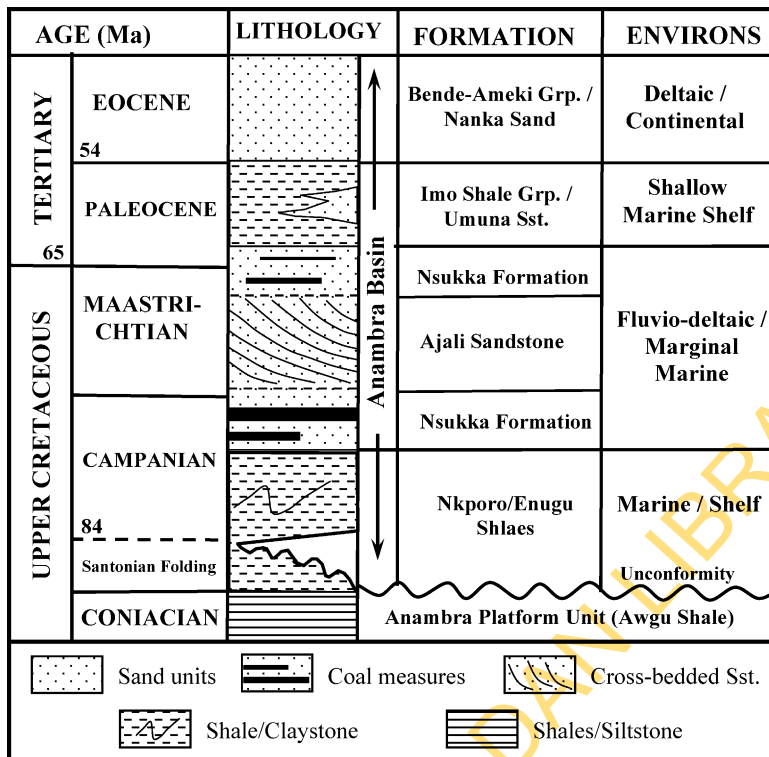 AGE (Ma)
LITHOLOGY
FORMATION
ENVIRONS
TERTIARY
EOCENE
54
Bende-Ameki Grp. /
Nanka Sand
Deltaic /
Continental
PALEOCENE
65
Imo Shale Grp. /
Umuna Sst.
Shallow
Marine Shelf
Anambra Basin
UPPER CRETACEOUS
MAASTRI-
CHTIAN
Nsukka Formation
Ajali Sandstone
Nsukka Formation
Fluvio-deltaic /
Marginal
Marine
CAMPANIAN
84
Nkporo/Enugu
Shlaes
Marine / Shelf
Santonian Folding
Unconformity
CONIACIAN
Anambra Platform Unit (Awgu Shale)
Sand units
Coal measures
Cross-bedded Sst.
Shale/Claystone
Shales/Siltstone